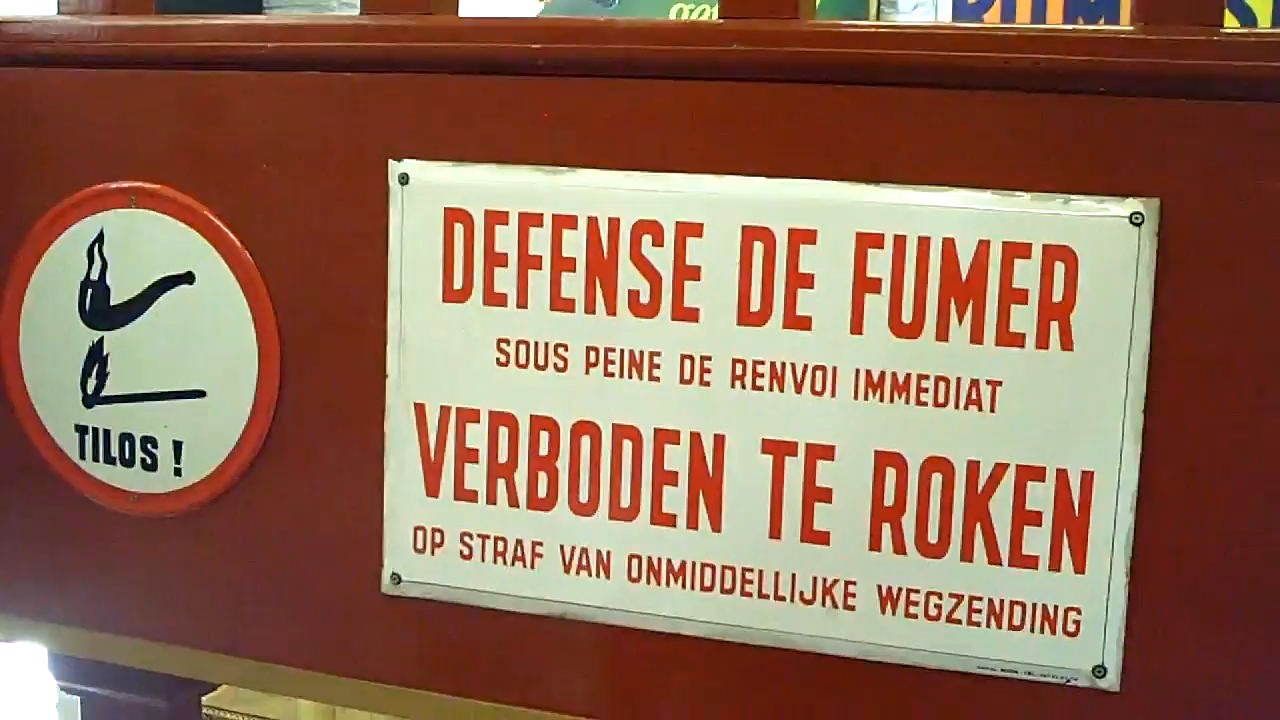 TILOS !
DEFENSE DE FUMER
SOUS PEINE DE RENVOI IMMEDIAT
VERBODEN TE ROKEN
OP STRAF VAN ONMIDDELLIJKE WEGZENDING